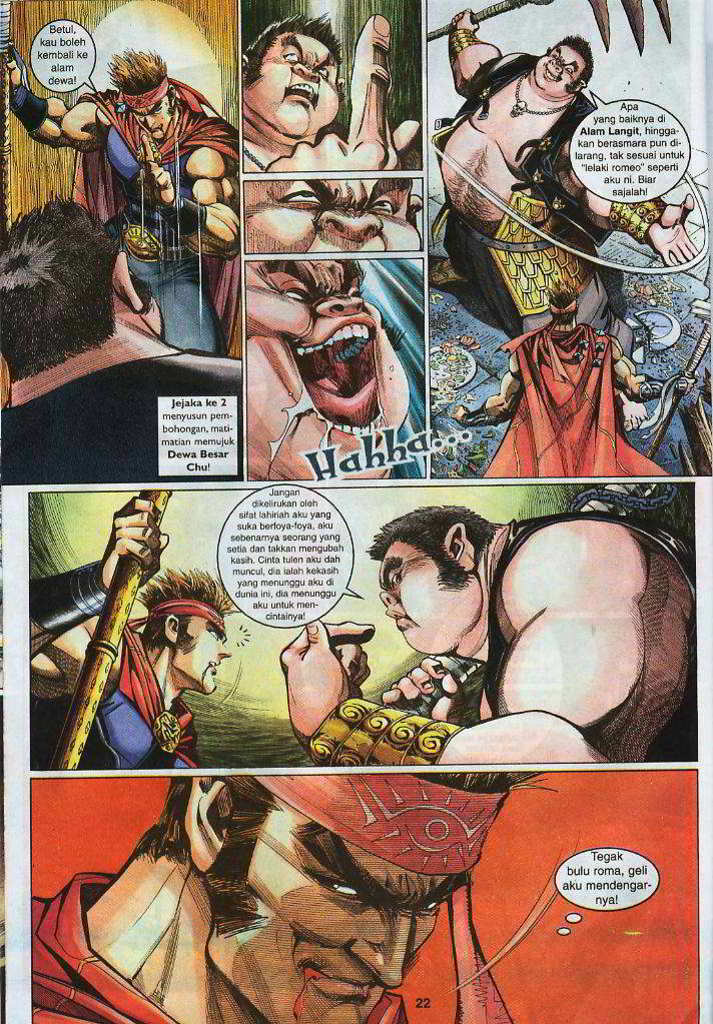 Betul,
kau boleh
kembali ke
alam
dewa!
Jejaka ke 2
menyusun pem-
bohongan, mati-
matian memujuk
Dewa Besar
Chu!
Hahha...
Apa
yang baiknya di
Alam Langit, hingga-
kan berasmara pun di-
larang, tak sesuai untuk
"lelaki romeo" seperti
aku ni. Biar
sajalah!
Jangan
dikelirukan oleh
sifat lahiriah aku yang
suka berfoya-foya, aku
sebenarnya seorang yang
setia dan takkan mengubah
kasih. Cinta tulen aku dah
muncul, dia ialah kekasih
yang menunggu aku di
dunia ini, menunggu
aku untuk men-
cintainya!
Tegak
bulu roma, geli
aku mendengar-
nya!
22